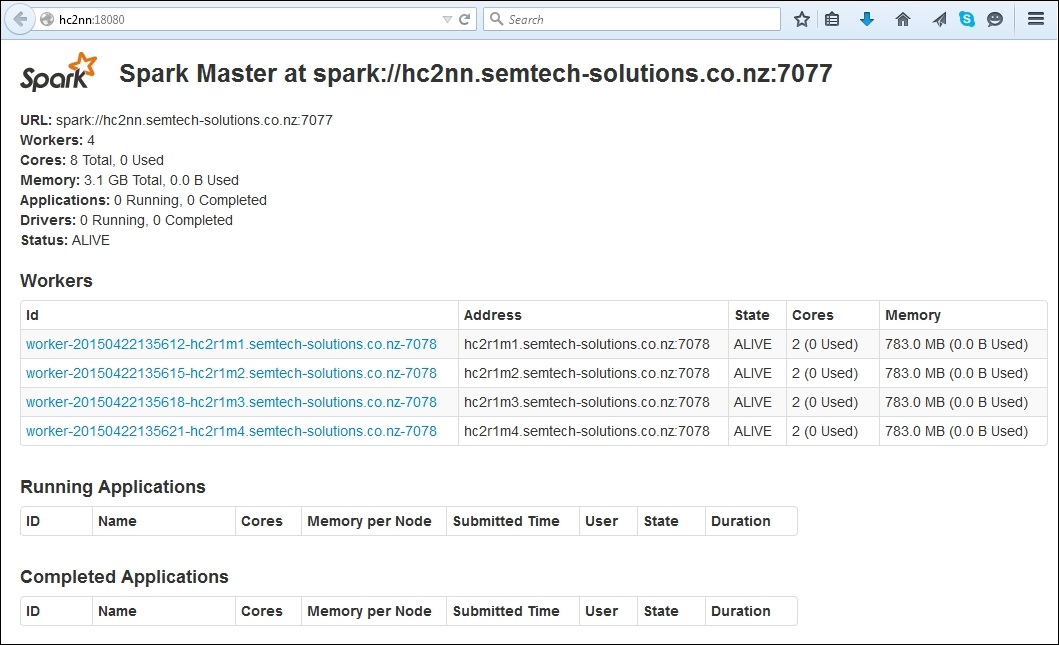 hc2nn:18080
Search
Spark Spark Master at spark://hc2nn.semtech-solutions.co.nz:7077
URL: spark://hc2nn.semtech-solutions.co.nz:7077
Workers: 4
Cores: 8 Total, 0 Used
Memory: 3.1 GB Total, 0.0 B Used
Applications: 0 Running, 0 Completed
Drivers: 0 Running, 0 Completed
Status: ALIVE
Workers
Id Address State Cores Memory
worker-20150422135612-hc2r1m1.semtech-solutions.co.nz-7078 hc2r1m1.semtech-solutions.co.nz:7078 ALIVE 2 (0 Used) 783.0 MB (0.0 B Used)
worker-20150422135615-hc2r1m2.semtech-solutions.co.nz-7078 hc2r1m2.semtech-solutions.co.nz:7078 ALIVE 2 (0 Used) 783.0 MB (0.0 B Used)
worker-20150422135618-hc2r1m3.semtech-solutions.co.nz-7078 hc2r1m3.semtech-solutions.co.nz:7078 ALIVE 2 (0 Used) 783.0 MB (0.0 B Used)
worker-20150422135621-hc2r1m4.semtech-solutions.co.nz-7078 hc2r1m4.semtech-solutions.co.nz:7078 ALIVE 2 (0 Used) 783.0 MB (0.0 B Used)
Running Applications
ID Name Cores Memory per Node Submitted Time User State Duration
Completed Applications
ID Name Cores Memory per Node Submitted Time User State Duration